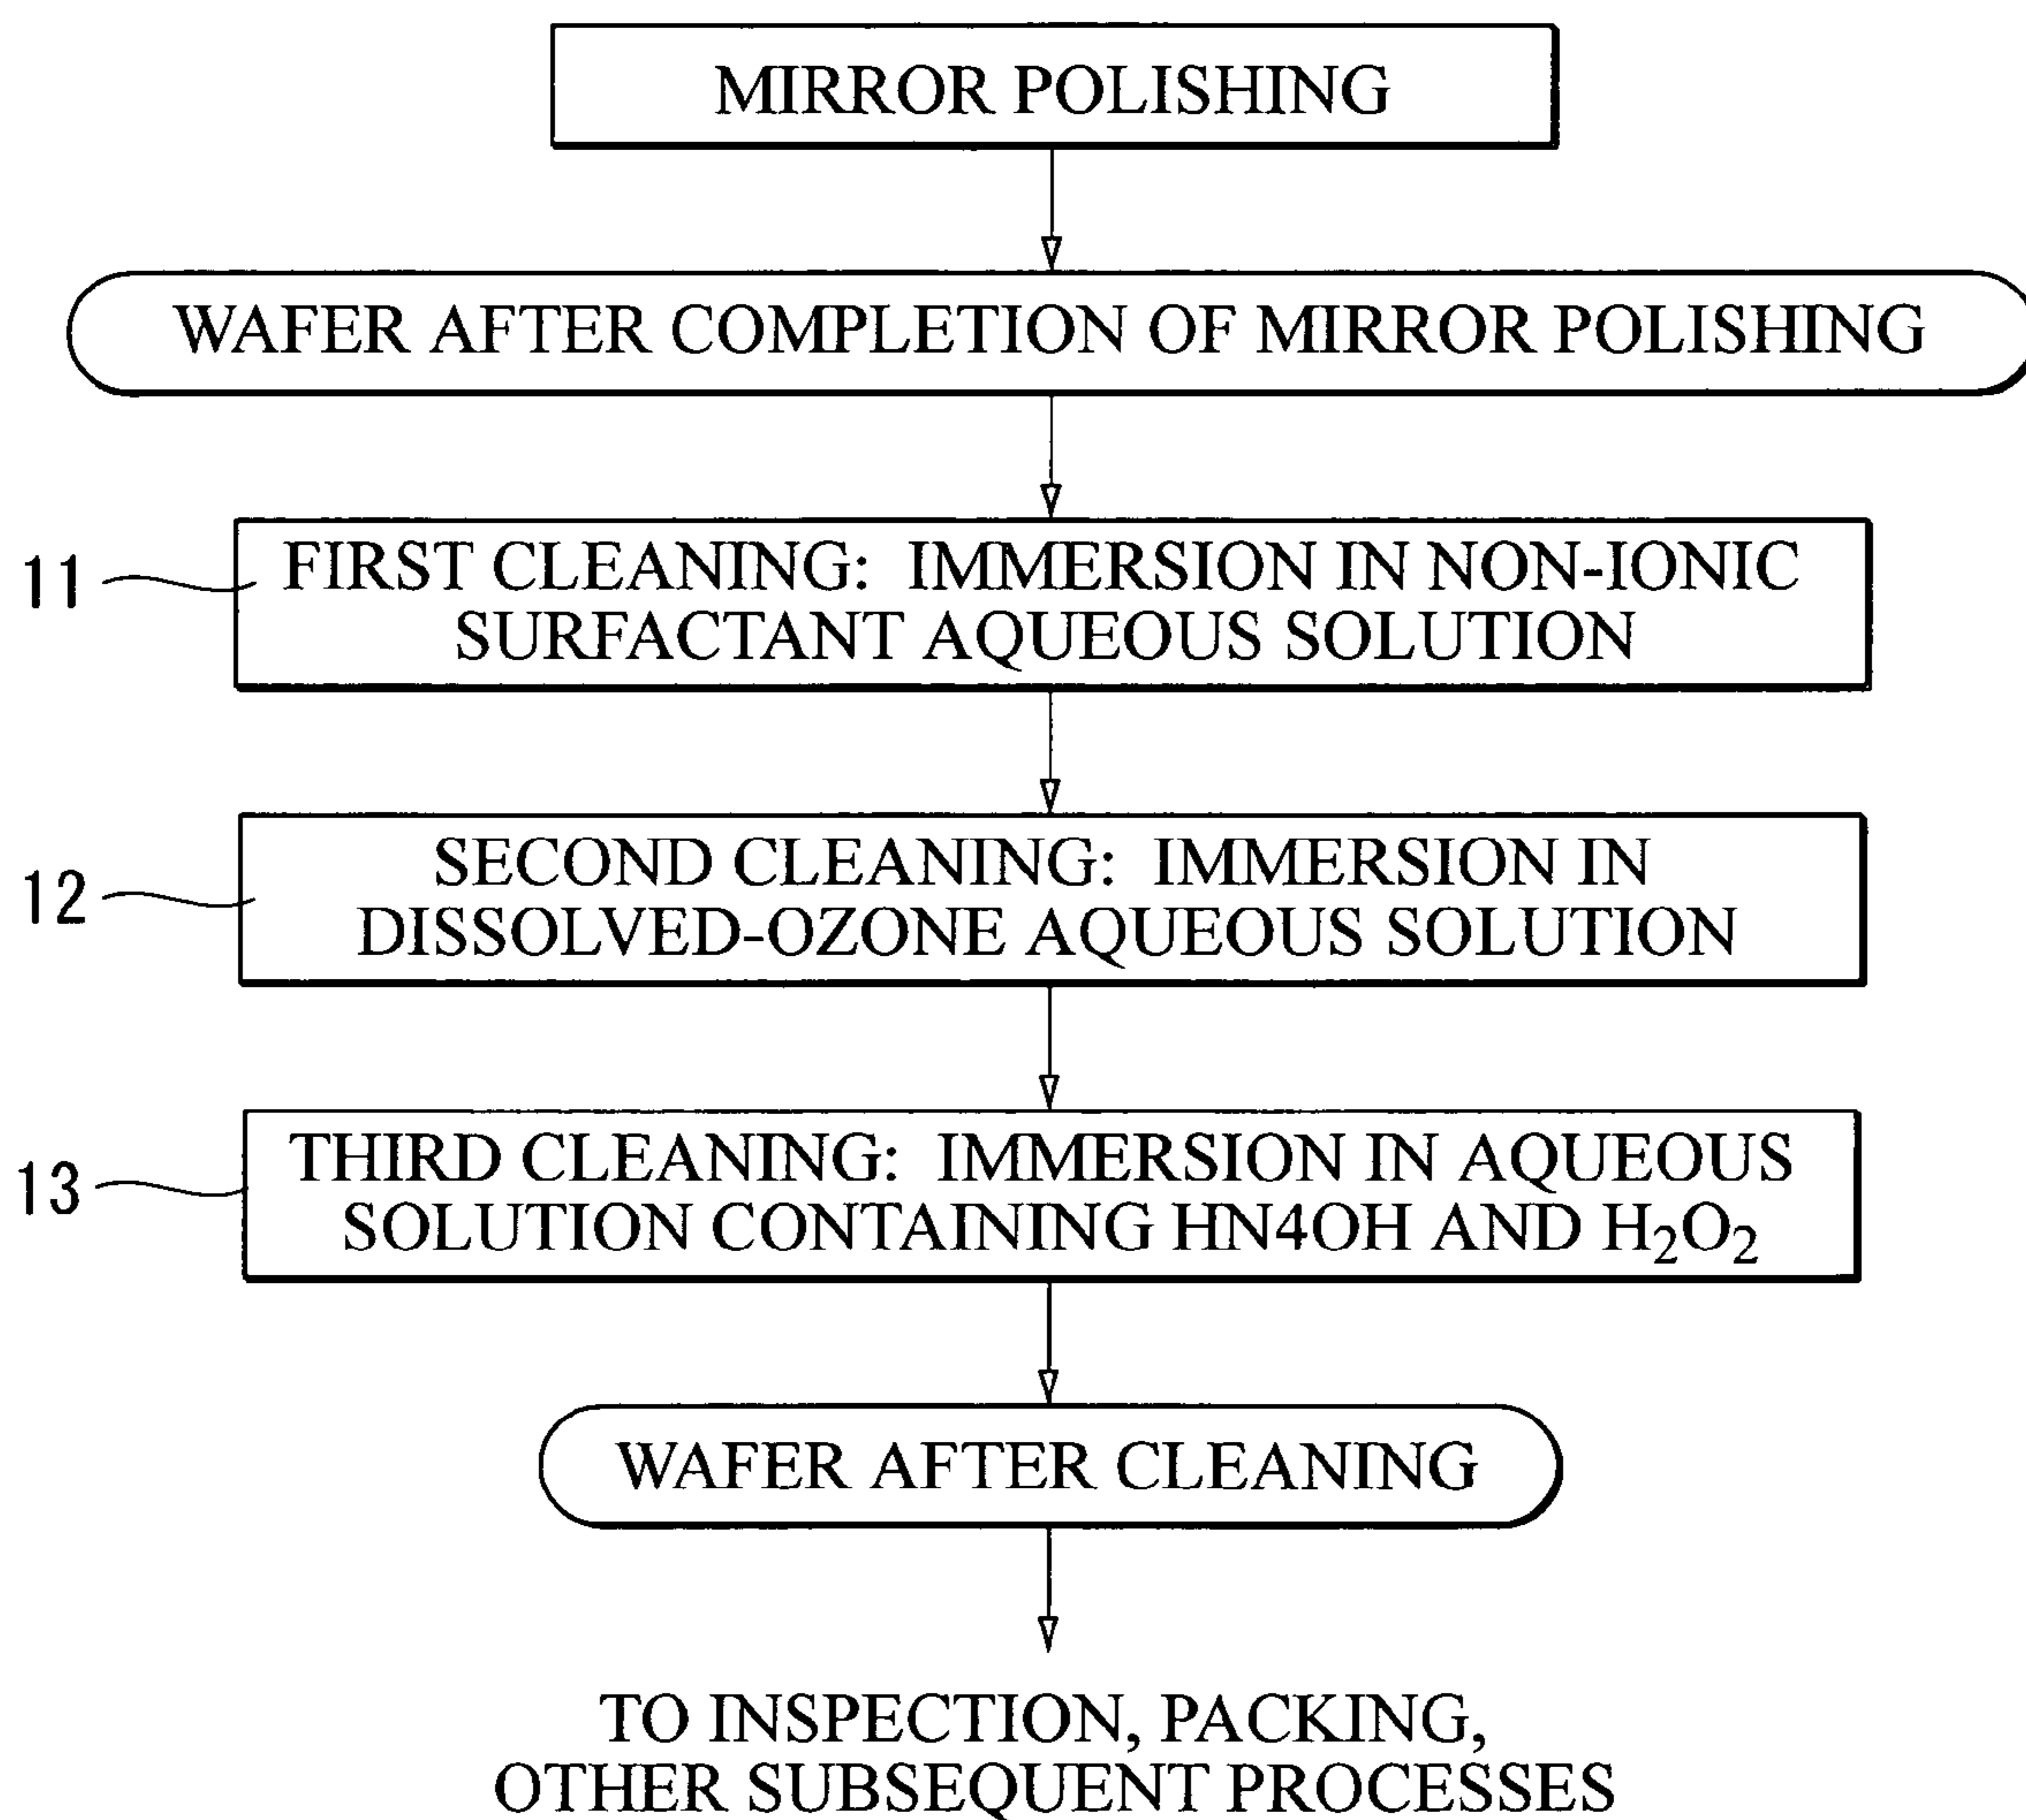 MIRROR POLISHING
WAFER AFTER COMPLETION OF MIRROR POLISHING
11
FIRST CLEANING: IMMERSION IN NON-IONIC
SURFACTANT AQUEOUS SOLUTION
12
SECOND CLEANING: IMMERSION IN
DISSOLVED-OZONE AQUEOUS SOLUTION
13
THIRD CLEANING: IMMERSION IN AQUEOUS
SOLUTION CONTAINING HN4OH AND H₂O₂
WAFER AFTER CLEANING
TO INSPECTION, PACKING,
OTHER SUBSEQUENT PROCESSES